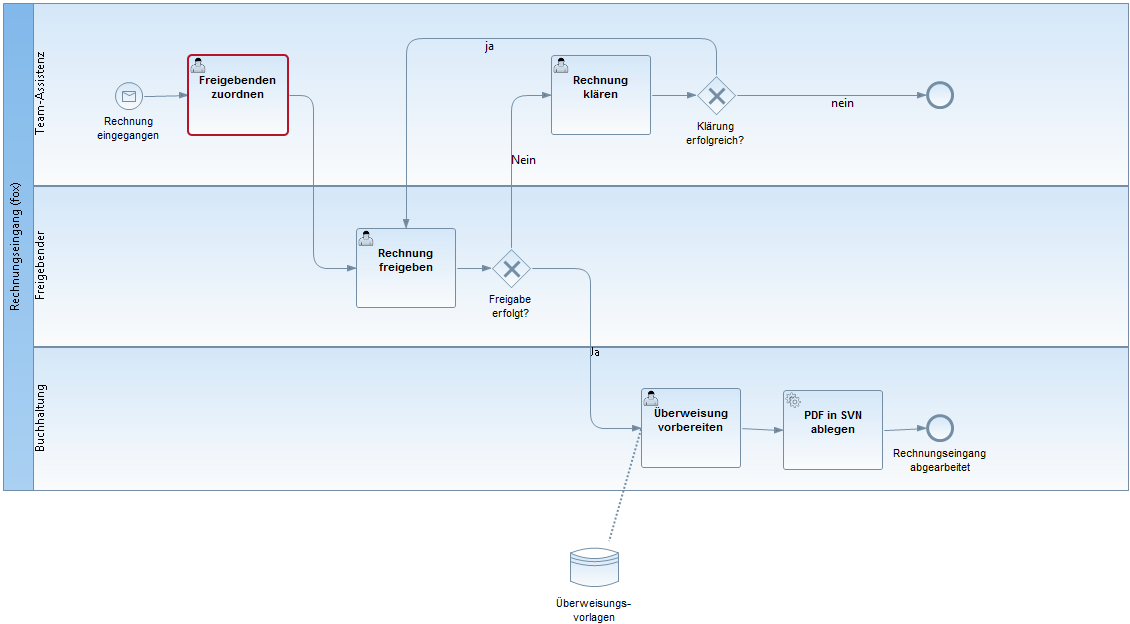 Rechnungseingang (fox)
Team-Assistenz
Rechnung
eingegangen
Freigebenden
zuordnen
ja
Rechnung
klären
Klärung
erfolgreich?
nein
Nein
Freigebender
Rechnung
freigeben
Freigabe
erfolgt?
Ja
Buchhaltung
Überweisung
vorbereiten
PDF in SVN
ablegen
Rechnungseingang
abgearbeitet
Überweisungs-
vorlagen